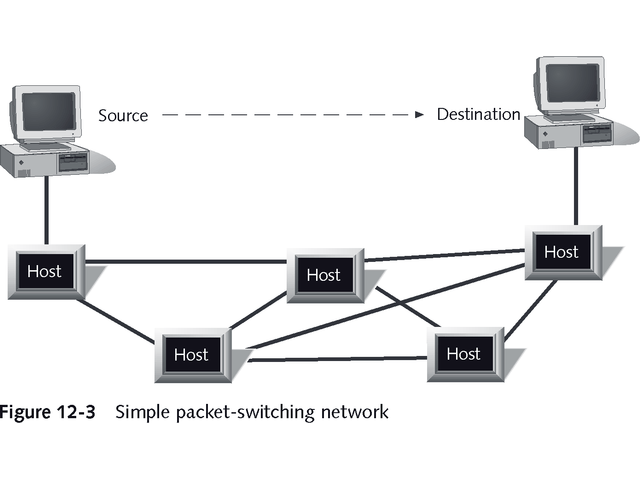 Source
Destination
Host
Host
Host
Host
Host
Figure 12-3 Simple packet-switching network